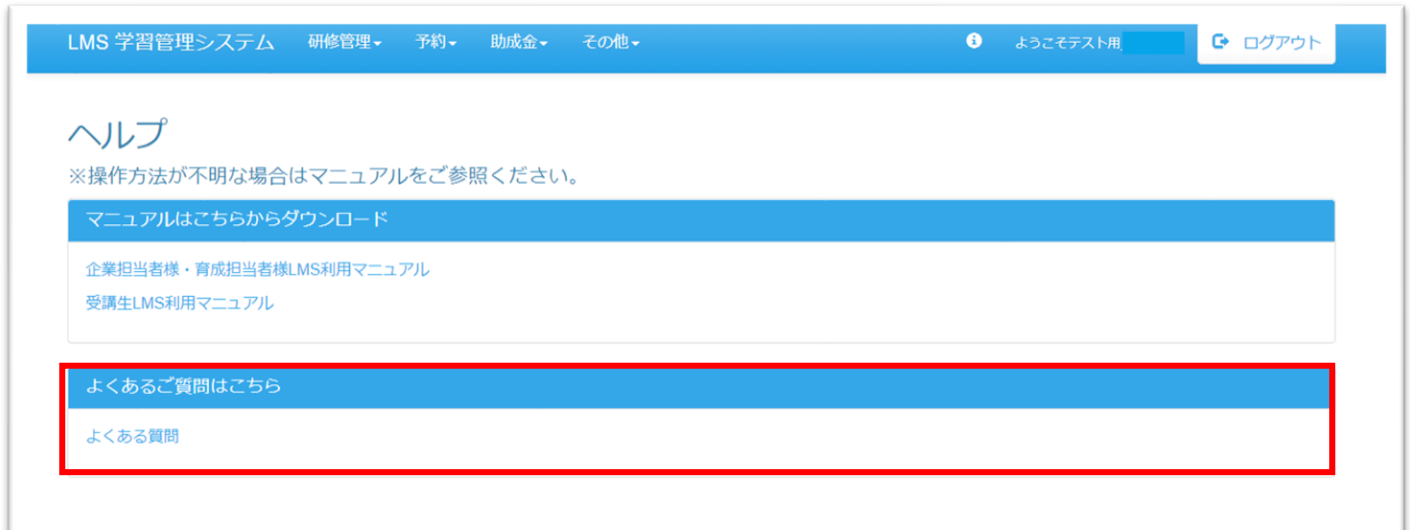 LMS 学習管理システム 研修管理 予約 助成金 その他 ようこそテスト用 ログアウト
ヘルプ
※操作方法が不明な場合はマニュアルをご参照ください。
マニュアルはこちらからダウンロード
企業担当者様・育成担当者様LMS利用マニュアル
受講生LMS利用マニュアル
よくあるご質問はこちら
よくある質問